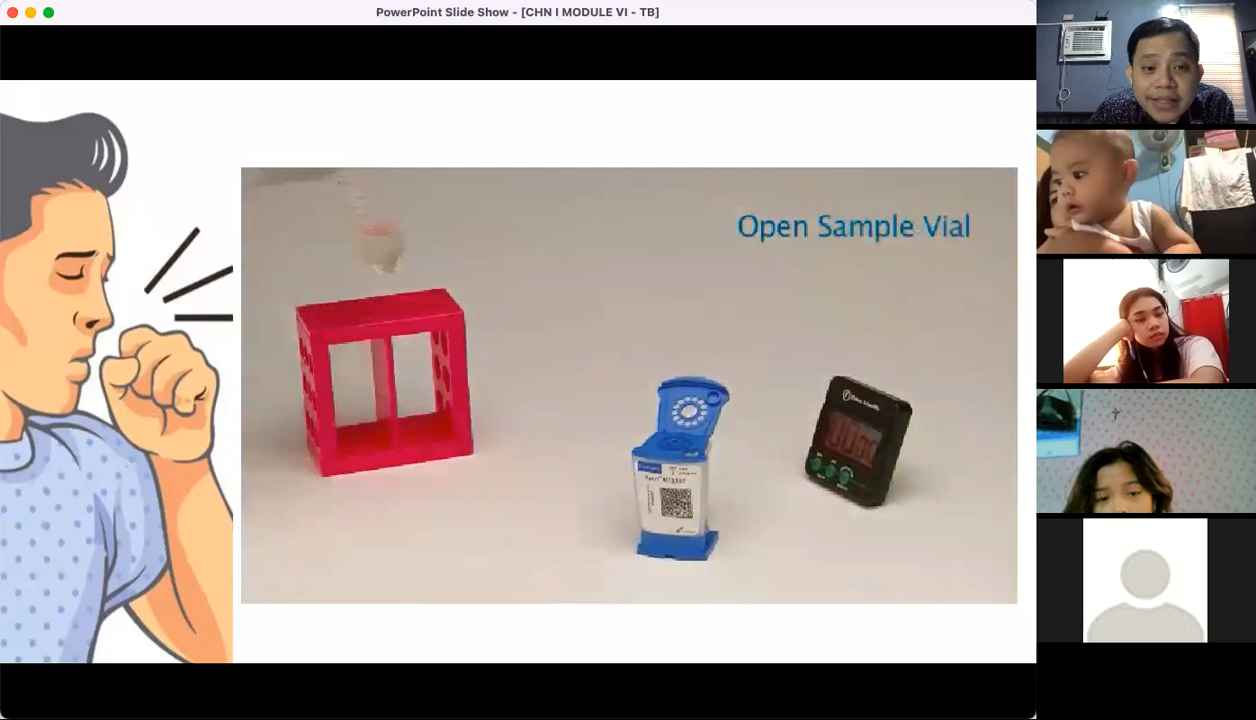 PowerPoint Slide Show - [CHN I MODULE VI - TB]
Open Sample Vial